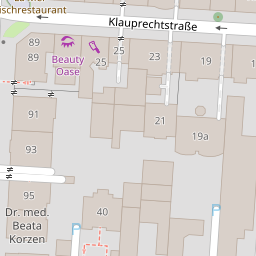 schrestaurant
Klauprechtstraße
89
89
Beauty
Oase
25
25
23
19
91
21
19a
93
95
40
Dr. med.
Beata
Korzen
P
P